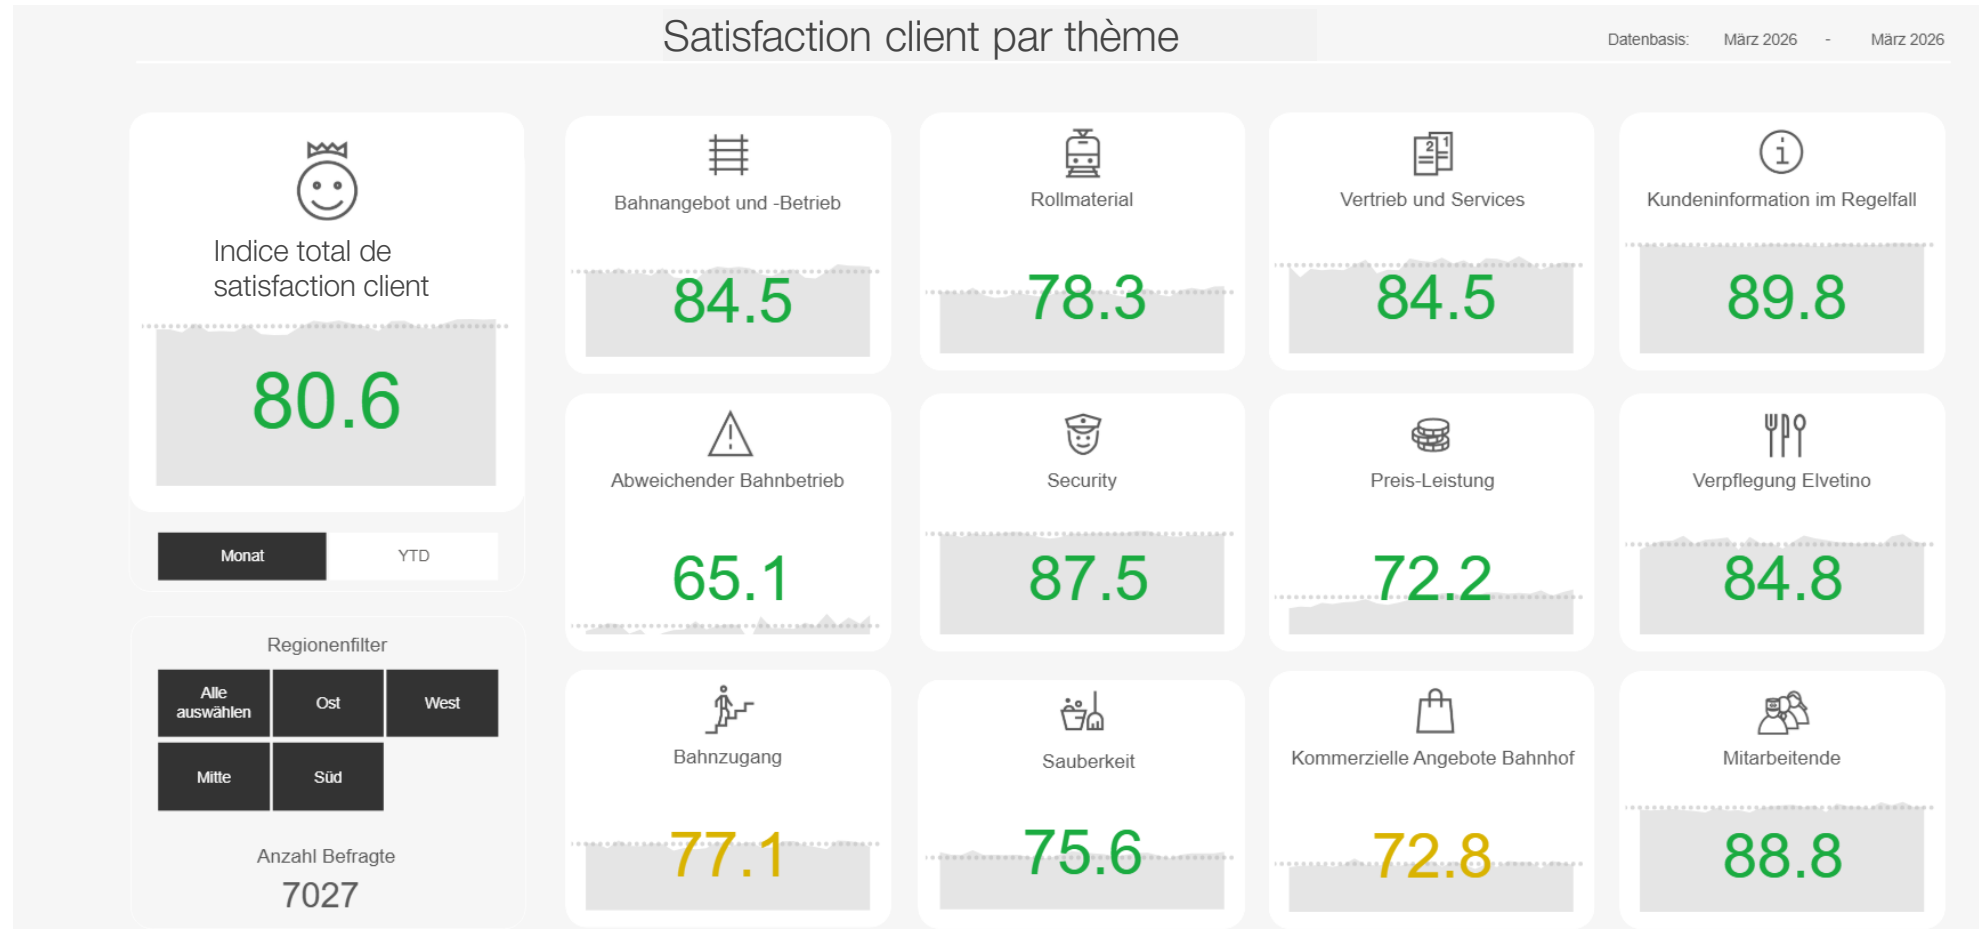 Satisfaction client par thème
Datenbasis: März 2026 - März 2026
Indice total de
satisfaction client
80.6
Monat YTD
Regionenfilter
Alle
auswählen
Ost
West
Mitte
Süd
Anzahl Befragte
7027
Bahnangebot und -Betrieb
84.5
Rollmaterial
78.3
2 1
Vertrieb und Services
84.5
i
Kundeninformation im Regelfall
89.8
Abweichender Bahnbetrieb
65.1
Security
87.5
Preis-Leistung
72.2
Verpflegung Elvetino
84.8
Bahnzugang
77.1
Sauberkeit
75.6
Kommerzielle Angebote Bahnhof
72.8
Mitarbeitende
88.8